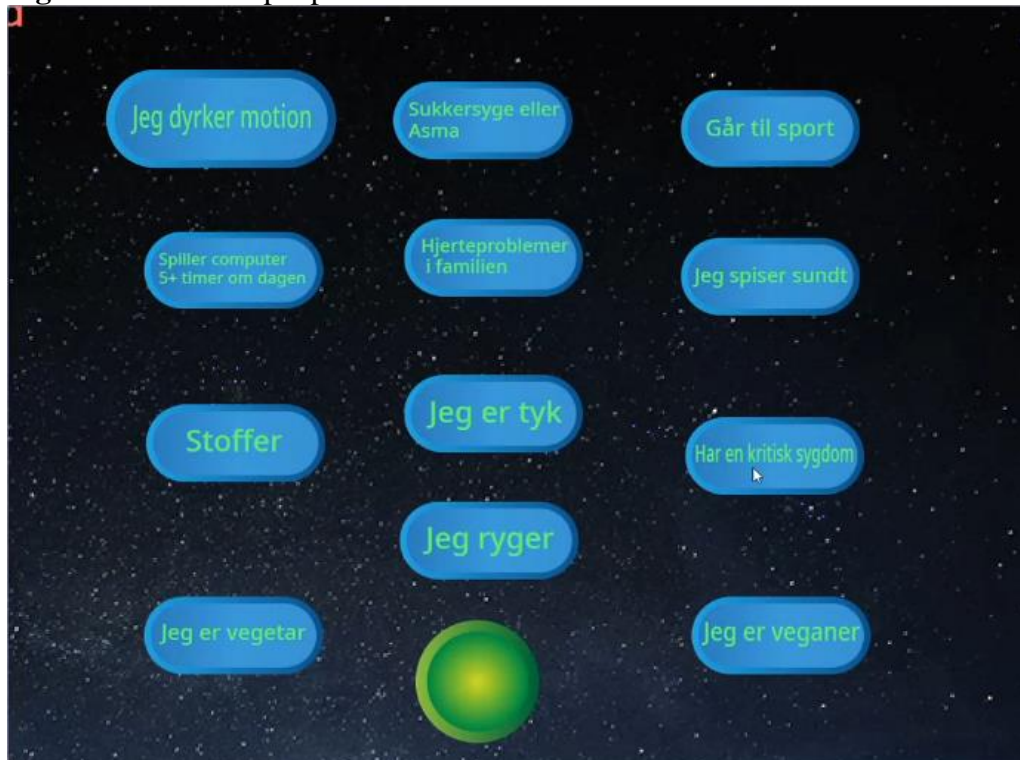 Jeg dyrker motion
Sukkersyge eller
Asma
Går til sport
Spiller computer
5+ timer om dagen
Hjerteproblemer
i familien
Jeg spiser sundt
Stoffer
Jeg er tyk
Har en kritisk sygdom
Jeg ryger
Jeg er vegetar
Jeg er veganer